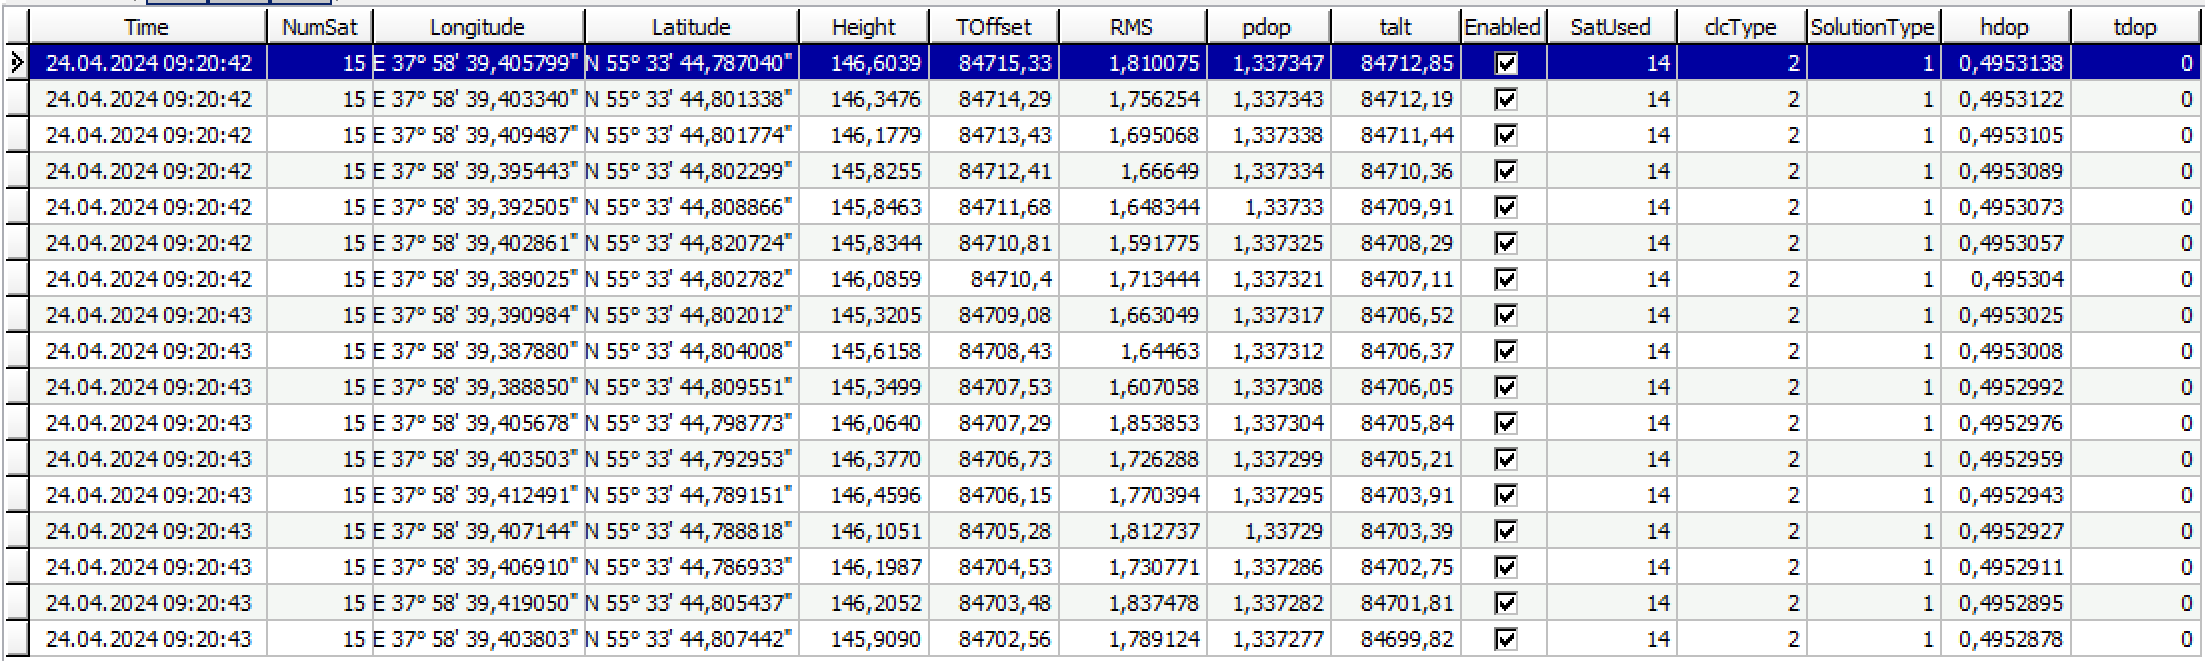 Time NumSat Longitude Latitude Height TOffset RMS pdop talt Enabled SatUsed clcType SolutionType hdop tdop
24.04.2024 09:20:42 15 E 37° 58' 39,405799" N 55° 33' 44,787040" 146,6039 84715,33 1,810075 1,337347 84712,85 14 2 1 0,4953138 0
24.04.2024 09:20:42 15 E 37° 58' 39,403340" N 55° 33' 44,801338" 146,3476 84714,29 1,756254 1,337343 84712,19 14 2 1 0,4953122 0
24.04.2024 09:20:42 15 E 37° 58' 39,409487" N 55° 33' 44,801774" 146,1779 84713,43 1,695068 1,337338 84711,44 14 2 1 0,4953105 0
24.04.2024 09:20:42 15 E 37° 58' 39,395443" N 55° 33' 44,802299" 145,8255 84712,41 1,66649 1,337334 84710,36 14 2 1 0,4953089 0
24.04.2024 09:20:42 15 E 37° 58' 39,392505" N 55° 33' 44,808866" 145,8463 84711,68 1,648344 1,33733 84709,91 14 2 1 0,4953073 0
24.04.2024 09:20:42 15 E 37° 58' 39,402861" N 55° 33' 44,820724" 145,8344 84710,81 1,591775 1,337325 84708,29 14 2 1 0,4953057 0
24.04.2024 09:20:42 15 E 37° 58' 39,389025" N 55° 33' 44,802782" 146,0859 84710,4 1,713444 1,337321 84707,11 14 2 1 0,495304 0
24.04.2024 09:20:43 15 E 37° 58' 39,390984" N 55° 33' 44,802012" 145,3205 84709,08 1,663049 1,337317 84706,52 14 2 1 0,4953025 0
24.04.2024 09:20:43 15 E 37° 58' 39,387880" N 55° 33' 44,804008" 145,6158 84708,43 1,64463 1,337312 84706,37 14 2 1 0,4953008 0
24.04.2024 09:20:43 15 E 37° 58' 39,388850" N 55° 33' 44,809551" 145,3499 84707,53 1,607058 1,337308 84706,05 14 2 1 0,4952992 0
24.04.2024 09:20:43 15 E 37° 58' 39,405678" N 55° 33' 44,798773" 146,0640 84707,29 1,853853 1,337304 84705,84 14 2 1 0,4952976 0
24.04.2024 09:20:43 15 E 37° 58' 39,403503" N 55° 33' 44,792953" 146,3770 84706,73 1,726288 1,337299 84705,21 14 2 1 0,4952959 0
24.04.2024 09:20:43 15 E 37° 58' 39,412491" N 55° 33' 44,789151" 146,4596 84706,15 1,770394 1,337295 84703,91 14 2 1 0,4952943 0
24.04.2024 09:20:43 15 E 37° 58' 39,407144" N 55° 33' 44,788818" 146,1051 84705,28 1,812737 1,33729 84703,39 14 2 1 0,4952927 0
24.04.2024 09:20:43 15 E 37° 58' 39,406910" N 55° 33' 44,786933" 146,1987 84704,53 1,730771 1,337286 84702,75 14 2 1 0,4952911 0
24.04.2024 09:20:43 15 E 37° 58' 39,419050" N 55° 33' 44,805437" 146,2052 84703,48 1,837478 1,337282 84701,81 14 2 1 0,4952895 0
24.04.2024 09:20:43 15 E 37° 58' 39,403803" N 55° 33' 44,807442" 145,9090 84702,56 1,789124 1,337277 84699,82 14 2 1 0,4952878 0